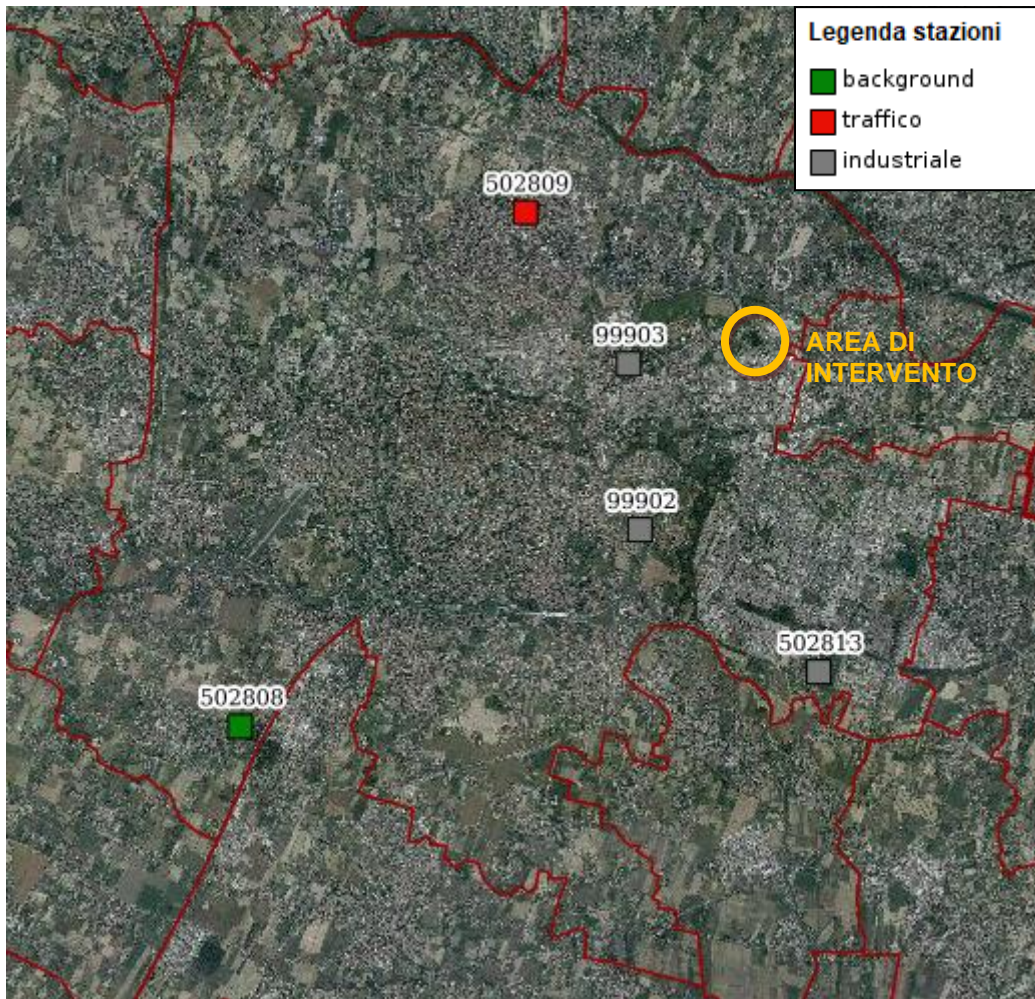 Legenda stazioni
background
traffico
industriale
502809
99903
AREA DI
INTERVENTO
99902
502813
502808